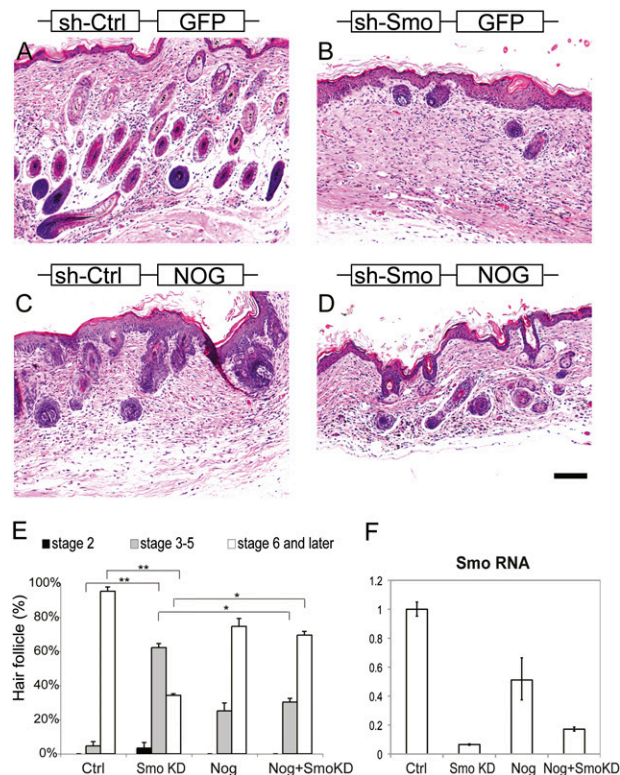 sh-Ctrl GFP sh-Smo GFP
A B
sh-Ctrl NOG sh-Smo NOG
C D
E stage 2 stage 3-5 stage 6 and later F
Smo RNA
** ** * *
Hair follicle (%)
100%
80%
60%
40%
20%
0%
Ctrl Smo KD Nog Nog+SmoKD
1.2
1
0.8
0.6
0.4
0.2
0
Ctrl Smo KD Nog Nog+SmoKD